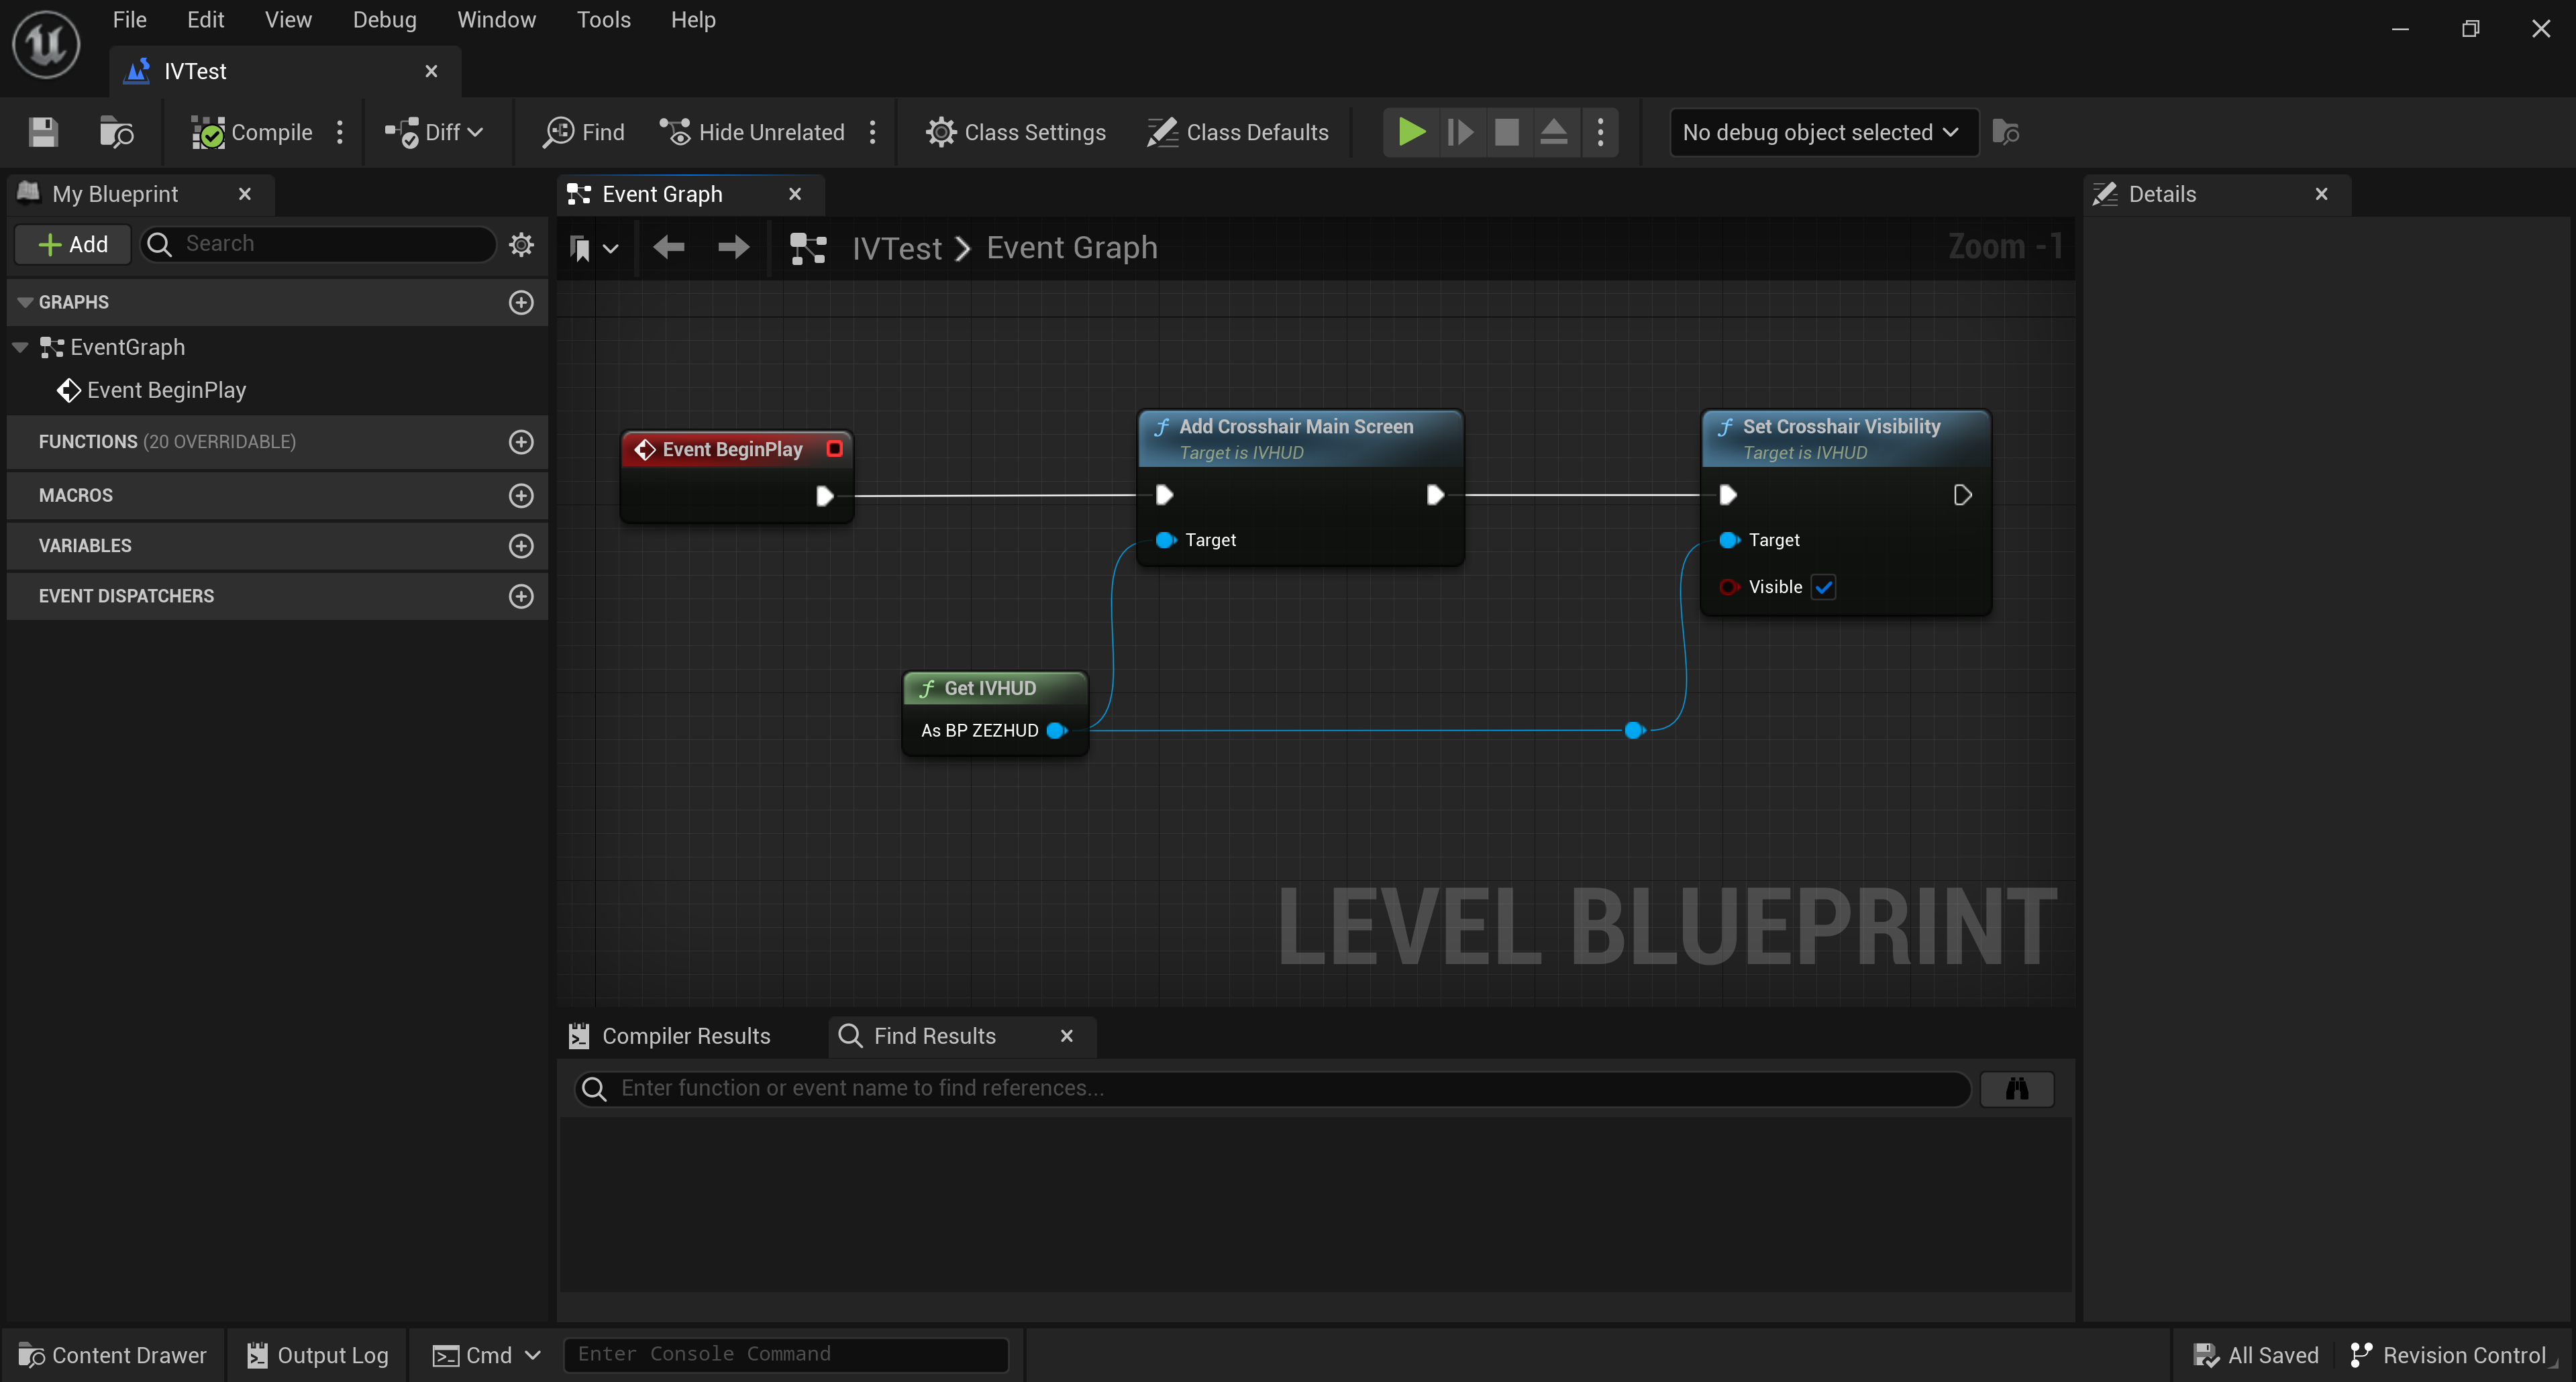 File Edit View Debug Window Tools Help
IVTest
Compile Diff Find Hide Unrelated Class Settings Class Defaults No debug object selected
My Blueprint
Add Search
GRAPHS
EventGraph
Event BeginPlay
FUNCTIONS (20 OVERRIDABLE)
MACROS
VARIABLES
EVENT DISPATCHERS
Event Graph
IVTest > Event Graph Zoom -1
Event BeginPlay
Add Crosshair Main Screen
Target is IVHUD
Target
Set Crosshair Visibility
Target is IVHUD
Target
Visible
Get IVHUD
As BP ZEZHUD
LEVEL BLUEPRINT
Compiler Results Find Results
Enter function or event name to find references...
Details
Content Drawer Output Log Cmd Enter Console Command All Saved Revision Control